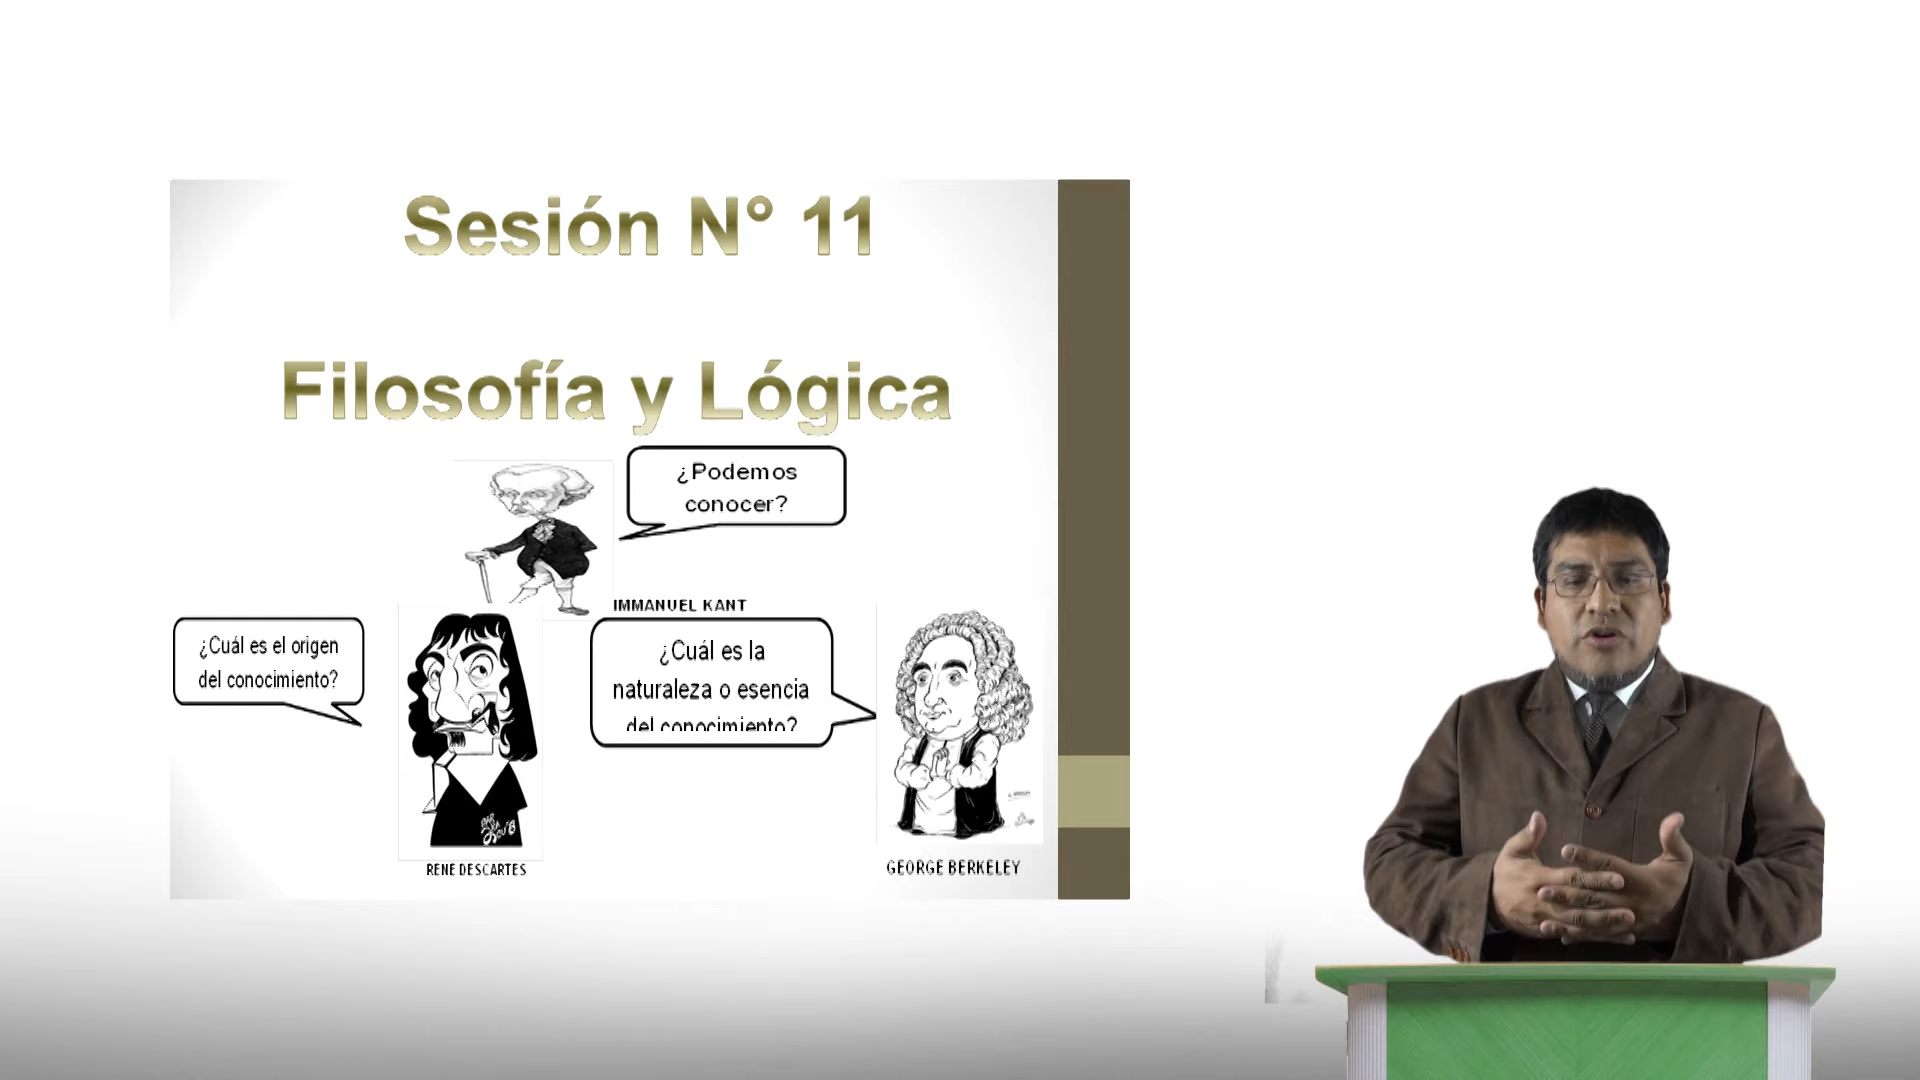 Sesión N° 11
Filosofía y Lógica
¿Podemos
conocer?
IMMANUEL KANT
¿Cuál es el origen
del conocimiento?
¿Cuál es la
naturaleza o esencia
del conocimiento?
RENE DESCARTES
GEORGE BERKELEY